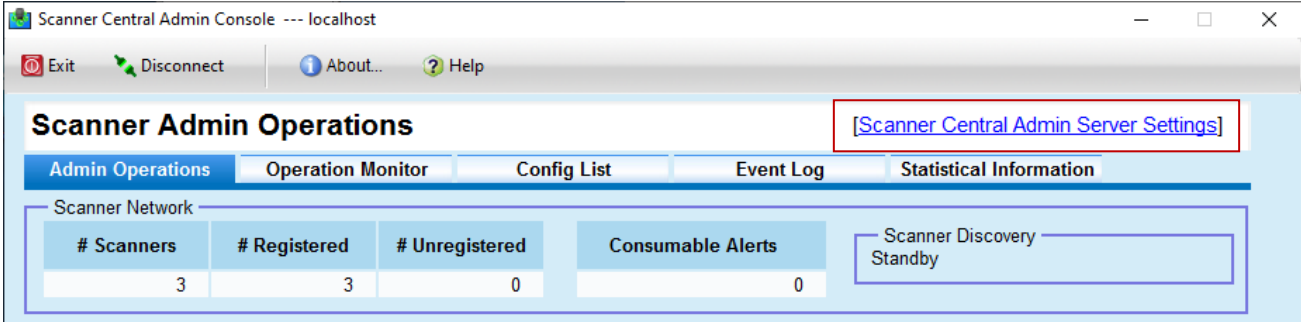 Scanner Central Admin Console --- localhost
Exit Disconnect About... Help
Scanner Admin Operations [Scanner Central Admin Server Settings]
Admin Operations Operation Monitor Config List Event Log Statistical Information
Scanner Network
# Scanners # Registered # Unregistered Consumable Alerts
3 3 0 0
Scanner Discovery
Standby